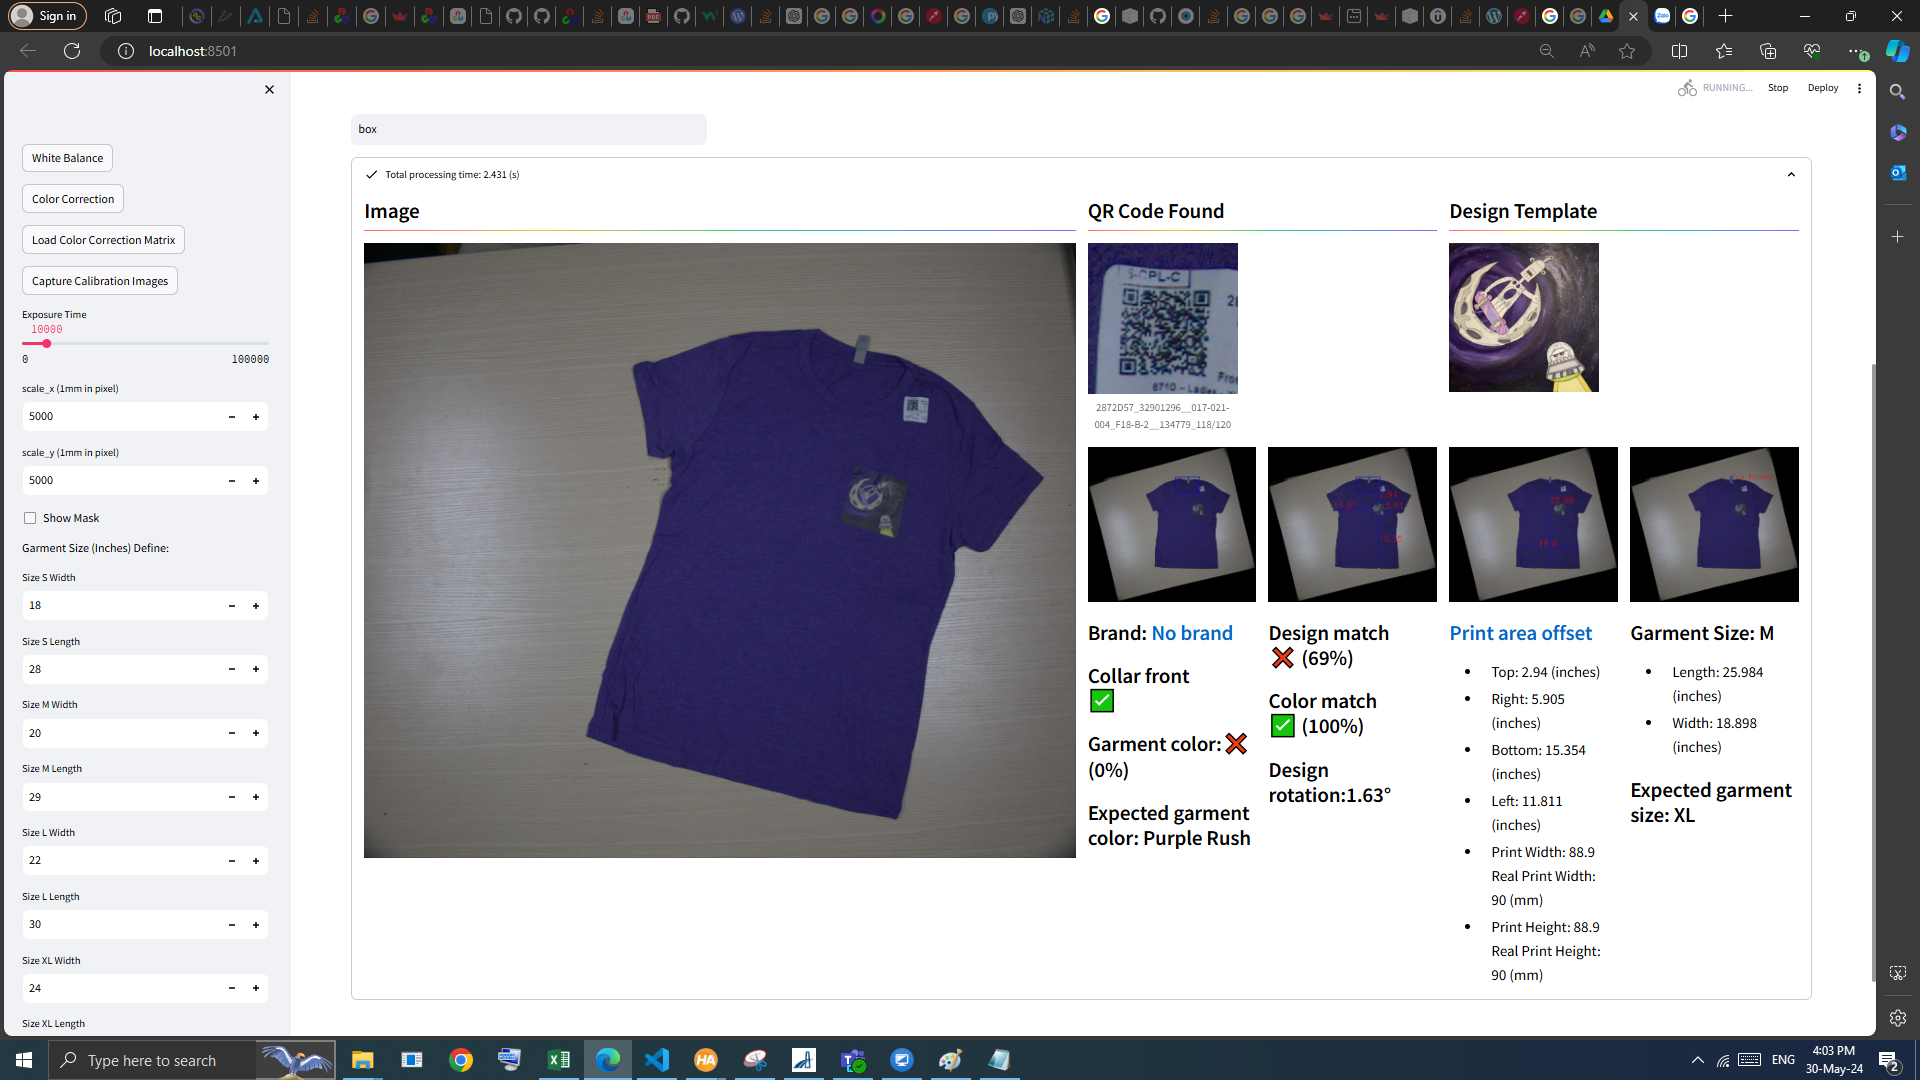 Sign in
localhost:8501
RUNNING...
Stop
Deploy
White Balance
Color Correction
Load Color Correction Matrix
Capture Calibration Images
Exposure Time
10000
0
100000
scale_x (1mm in pixel)
5000
scale_y (1mm in pixel)
5000
Show Mask
Garment Size (Inches) Define:
Size S Width
18
Size S Length
28
Size M Width
20
Size M Length
29
Size L Width
22
Size L Length
30
Size XL Width
24
Size XL Length
box
Total processing time: 2.431 (s)
Image
QR Code Found
2872D57_32901296__017-021-
004_F18-B-2__134779_118/120
Design Template
Brand: No brand
Collar front
Garment color:
(0%)
Expected garment
color: Purple Rush
Design match
(69%)
Color match
(100%)
Design
rotation:1.63°
Print area offset
Top: 2.94 (inches)
Right: 5.905
(inches)
Bottom: 15.354
(inches)
Left: 11.811
(inches)
Print Width: 88.9
Real Print Width:
90 (mm)
Print Height: 88.9
Real Print Height:
90 (mm)
Garment Size: M
Length: 25.984
(inches)
Width: 18.898
(inches)
Expected garment
size: XL
Type here to search
ENG
4:03 PM
30-May-24
2